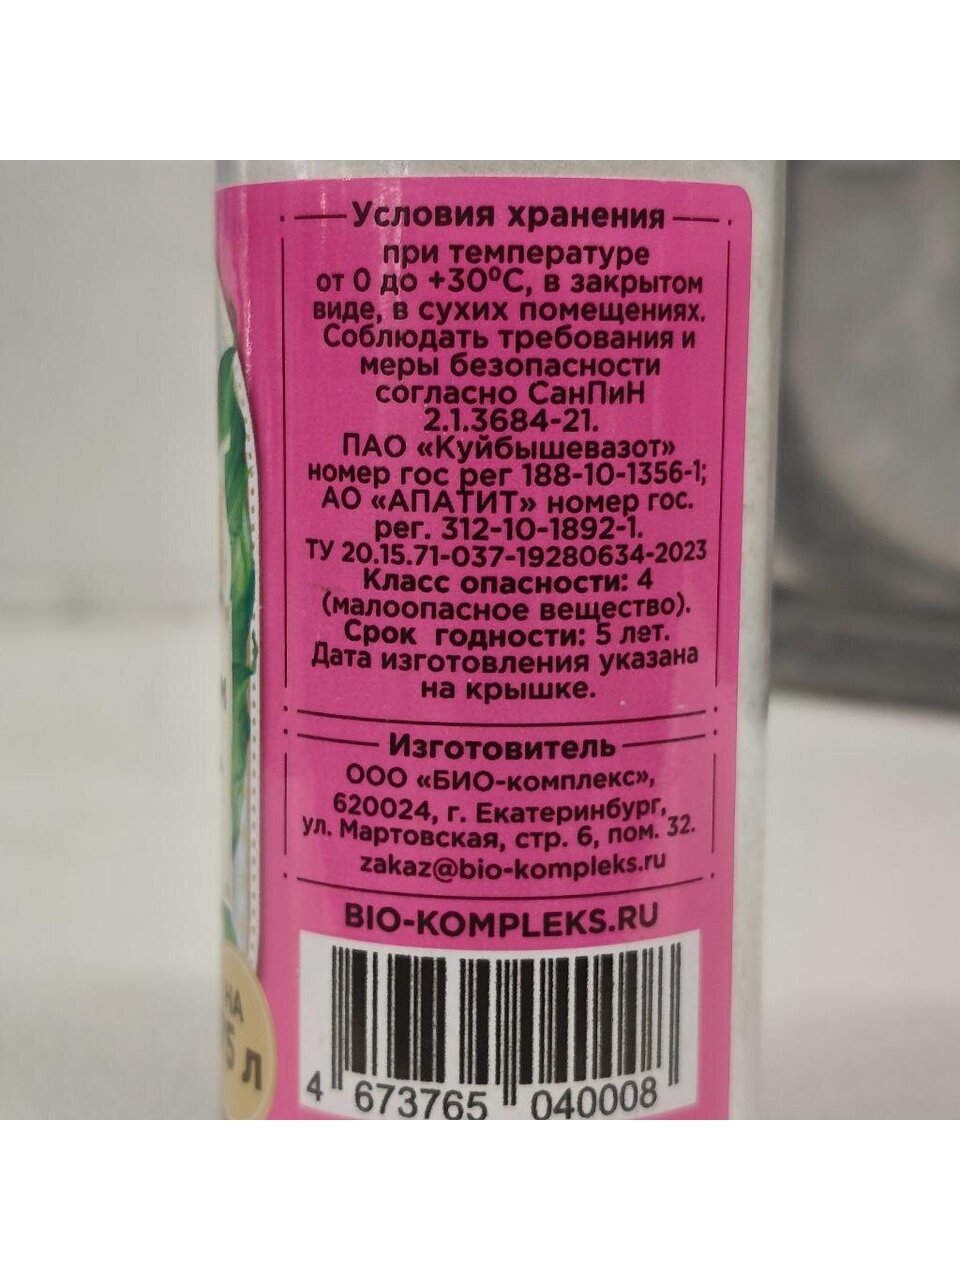 Условия хранения
при температуре
от 0 до +30°С, в закрытом
виде, в сухих помещениях.
Соблюдать требования и
меры безопасности
согласно СанПиН
2.1.3684-21.
ПАО «Куйбышевазот»
номер гос рег 188-10-1356-1;
АО «АПАТИТ» номер гос.
рег. 312-10-1892-1.
ТУ 20.15.71-037-19280634-2023
Класс опасности: 4
(малоопасное вещество).
Срок годности: 5 лет.
Дата изготовления указана
на крышке.
Изготовитель
ООО «БИО-комплекс»,
620024, г. Екатеринбург,
ул. Мартовская, стр. 6, пом. 32.
zakaz@bio-kompleks.ru
BIO-KOMPLEKS.RU
4 673765 040008
НА
5 Л